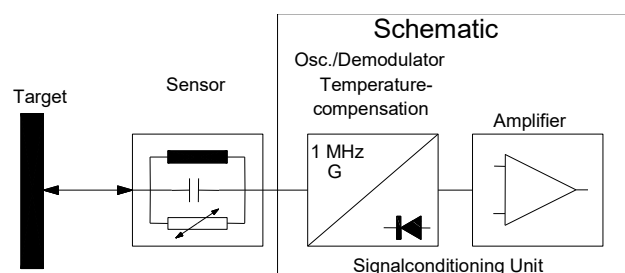 Schematic
Osc./Demodulator
Temperature-
compensation
Sensor
Target
Amplifier
1 MHz
G
Signalconditioning Unit